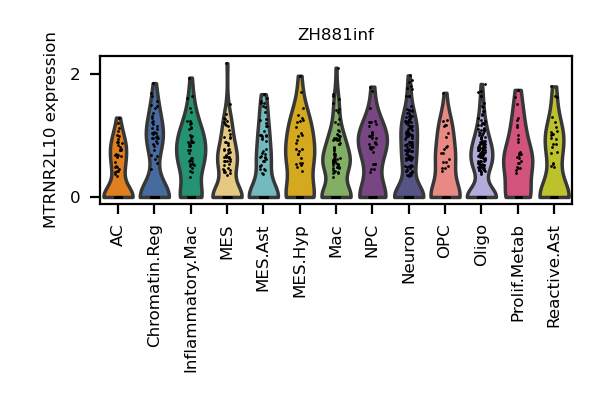 ZH881inf
MTRNR2L10 expression
2
0
AC
Chromatin.Reg
Inflammatory.Mac
MES
MES.Ast
MES.Hyp
Mac
NPC
Neuron
OPC
Oligo
Prolif.Metab
Reactive.Ast